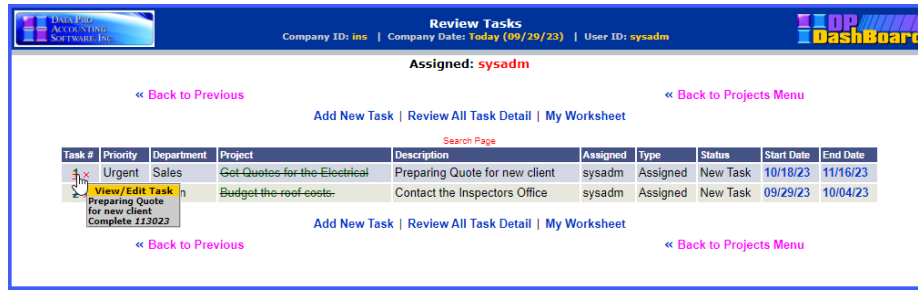 DATA PRO
ACCOUNTING
SOFTWARE, INC
Review Tasks
Company ID: ins | Company Date: Today (09/29/23) | User ID: sysadm
DP
DashBoard
Assigned: sysadm
« Back to Previous
« Back to Projects Menu
Add New Task | Review All Task Detail | My Worksheet
Search Page
Task # Priority Department Project Description Assigned Type Status Start Date End Date
1 × Urgent Sales Get Quotes for the Electrical Preparing Quote for new client sysadm Assigned New Task 10/18/23 11/16/23
2 Budget the roof costs. Contact the Inspectors Office sysadm Assigned New Task 09/29/23 10/04/23
View/Edit Task
Preparing Quote
for new client
Complete 113023
Add New Task | Review All Task Detail | My Worksheet
« Back to Previous
« Back to Projects Menu